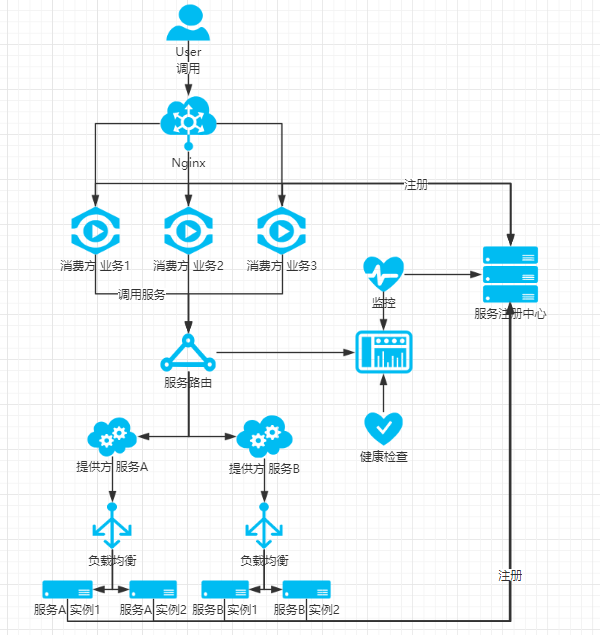 User
调用
Nginx
注册
消费方 业务1
消费方 业务2
消费方 业务3
调用服务
监控
服务注册中心
服务路由
健康检查
提供方 服务A
提供方 服务B
负载均衡
负载均衡
注册
服务A 实例1
服务A 实例2
服务B 实例1
服务B 实例2